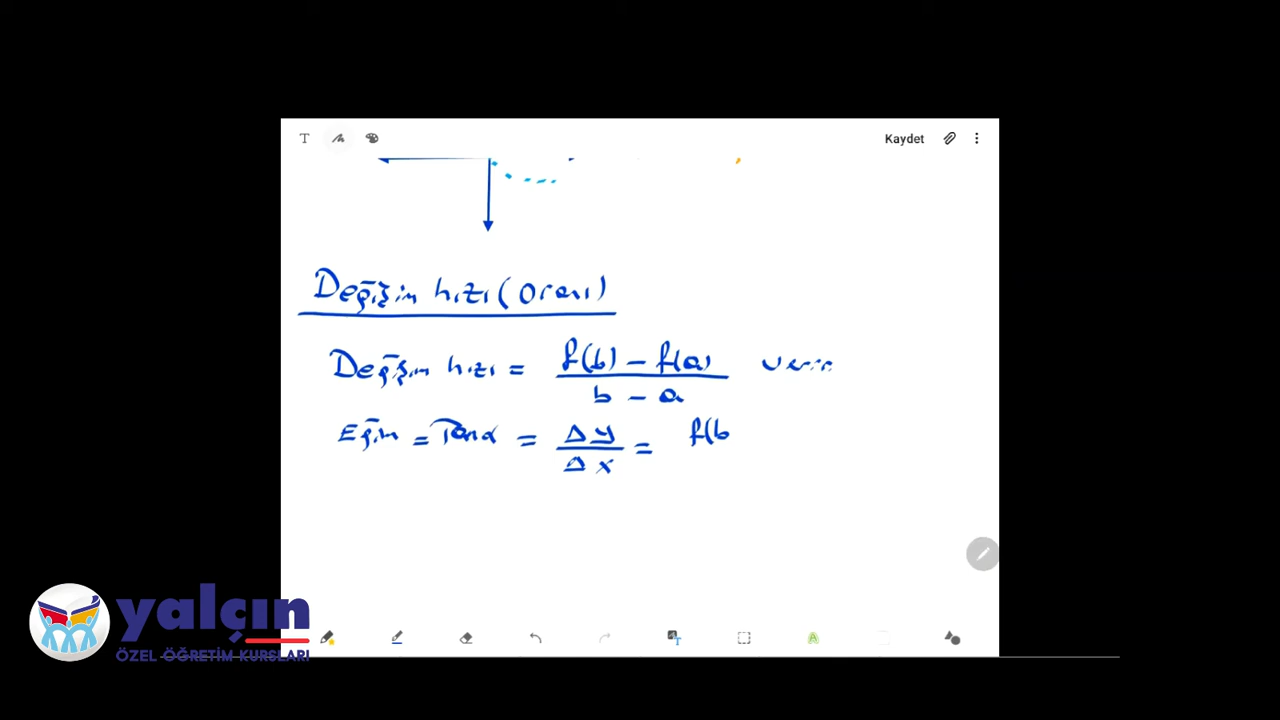 T
Kaydet
Değişim hızı (Oranı)
Değişim hızı = f(b) - f(a) / b - a
Eğim = Tanα = Δy / Δx = f(b
yalçın
ÖZEL ÖĞRETİM KURSLARI